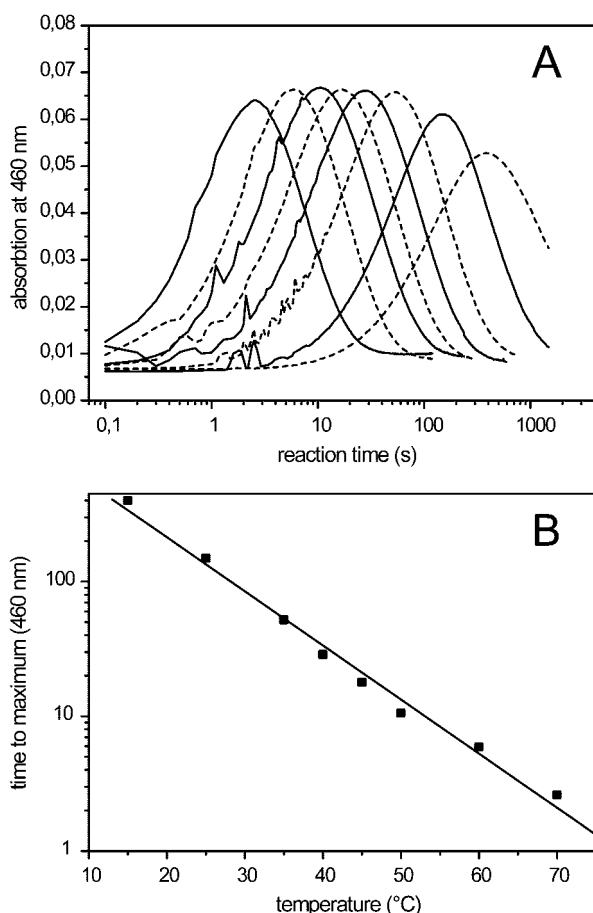 A
absorbtion at 460 nm
0,08
0,07
0,06
0,05
0,04
0,03
0,02
0,01
0,00
0,1 1 10 100 1000
reaction time (s)
B
time to maximum (460 nm)
100
10
1
10 20 30 40 50 60 70
temperature (°C)